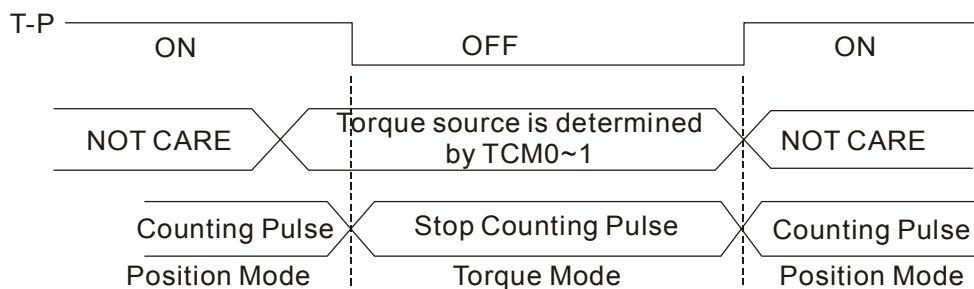 T-P
ON OFF ON
NOT CARE Torque source is determined NOT CARE
by TCM0~1
Counting Pulse Stop Counting Pulse Counting Pulse
Position Mode Torque Mode Position Mode